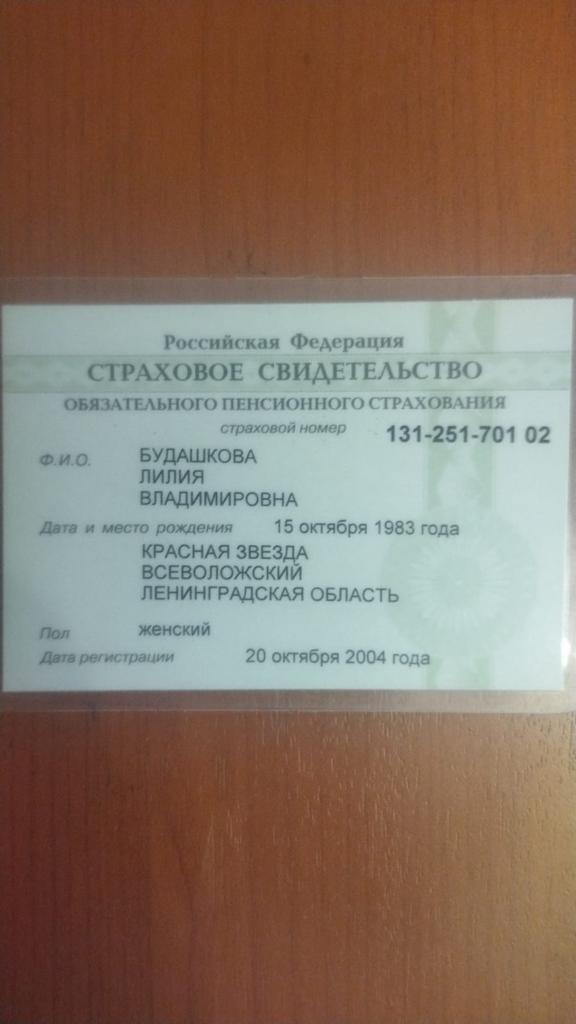 Российская Федерация
СТРАХОВОЕ СВИДЕТЕЛЬСТВО
ОБЯЗАТЕЛЬНОГО ПЕНСИОННОГО СТРАХОВАНИЯ
страховой номер 131-251-701 02
Ф.И.О. БУДАШКОВА
ЛИЛИЯ
ВЛАДИМИРОВНА
Дата и место рождения 15 октября 1983 года
КРАСНАЯ ЗВЕЗДА
ВСЕВОЛОЖСКИЙ
ЛЕНИНГРАДСКАЯ ОБЛАСТЬ
Пол женский
Дата регистрации 20 октября 2004 года